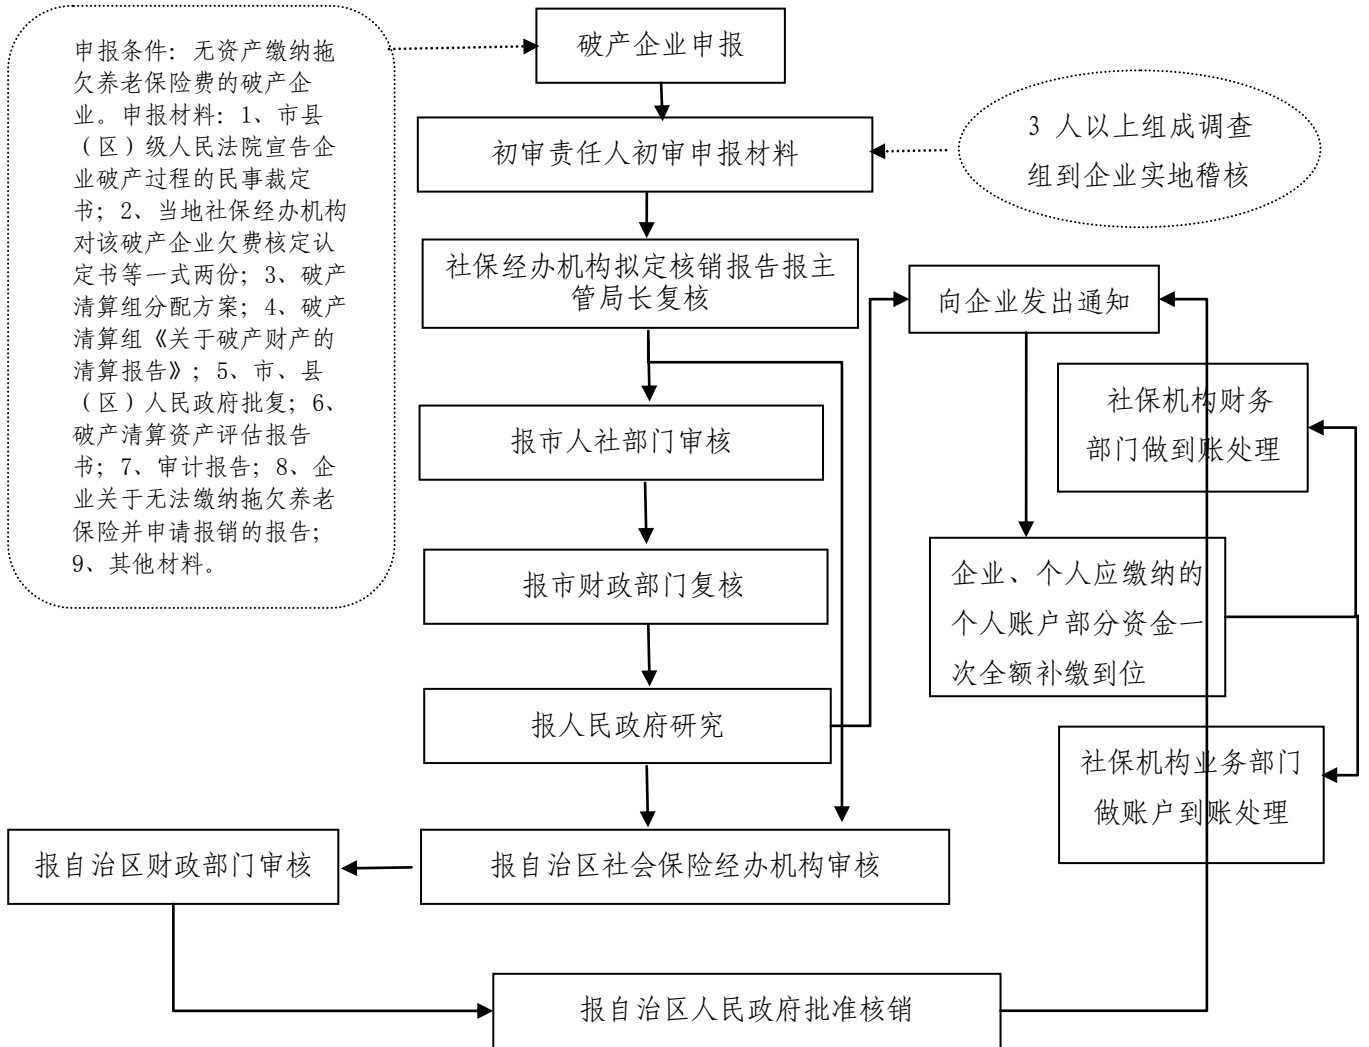 申报条件：无资产缴纳拖
欠养老保险费的破产企
业。申报材料：1、市县
（区）级人民法院宣告企
业破产过程的民事裁定
书；2、当地社保经办机构
对该破产企业欠费核定认
定书等一式两份；3、破产
清算组分配方案；4、破产
清算组《关于破产财产的
清算报告》；5、市、县
（区）人民政府批复；6、
破产清算资产评估报告
书；7、审计报告；8、企
业关于无法缴纳拖欠养老
保险并申请报销的报告；
9、其他材料。
破产企业申报
初审责任人初审申报材料
3 人以上组成调查
组到企业实地稽核
社保经办机构拟定核销报告报主
管局长复核
向企业发出通知
社保机构财务
部门做到账处理
报市人社部门审核
报市财政部门复核
企业、个人应缴纳的
个人账户部分资金一
次全额补缴到位
报人民政府研究
社保机构业务部门
做账户到账处理
报自治区财政部门审核
报自治区社会保险经办机构审核
报自治区人民政府批准核销